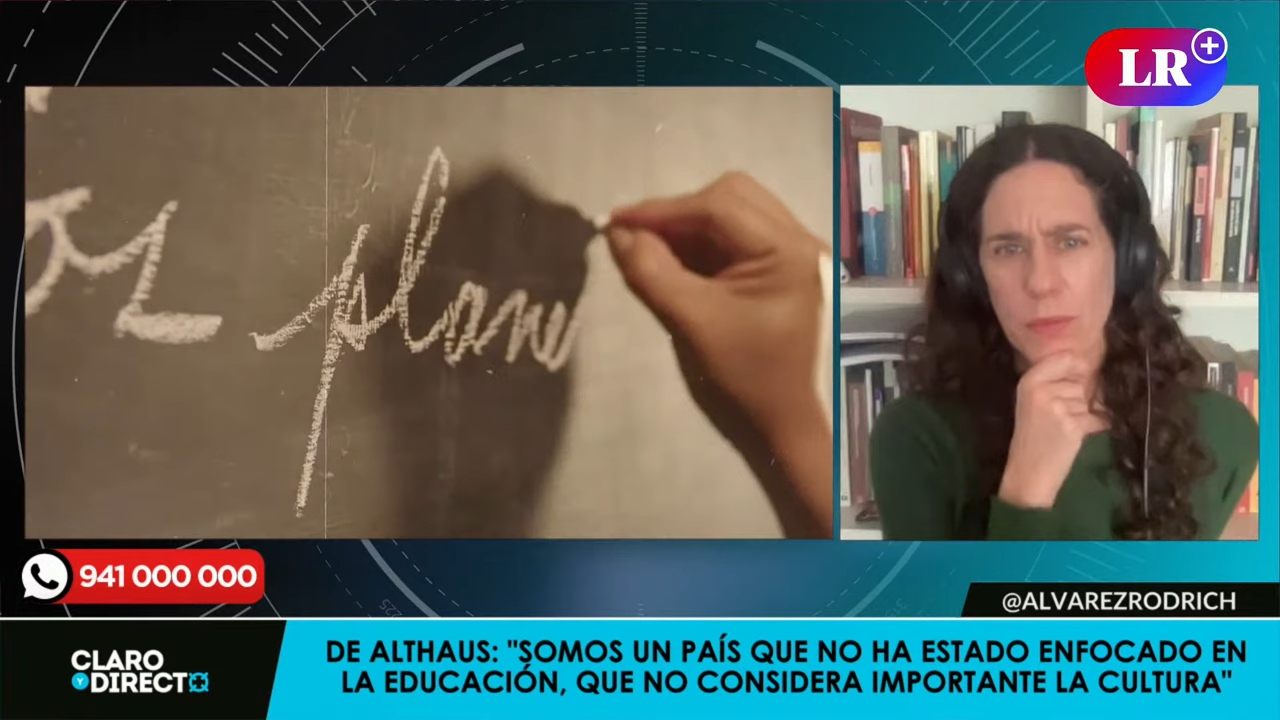 LR+
941 000 000
@ALVAREZRODRICH
CLARO
Y DIRECTO
DE ALTHAUS: "SOMOS UN PAÍS QUE NO HA ESTADO ENFOCADO EN
LA EDUCACIÓN, QUE NO CONSIDERA IMPORTANTE LA CULTURA"